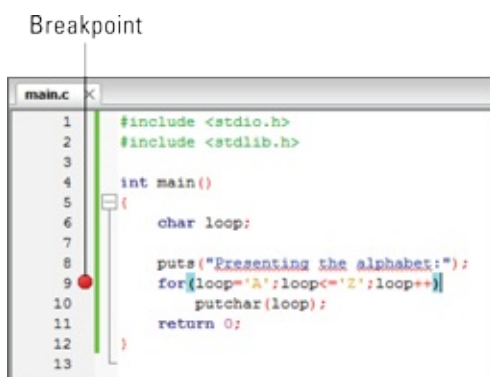 Breakpoint
main.c
1 #include <stdio.h>
2 #include <stdlib.h>
3
4 int main()
5 {
6 char loop;
7
8 puts("Presenting the alphabet:");
9 for(loop='A';loop<='Z';loop++)
10 putchar(loop);
11 return 0;
12 }
13